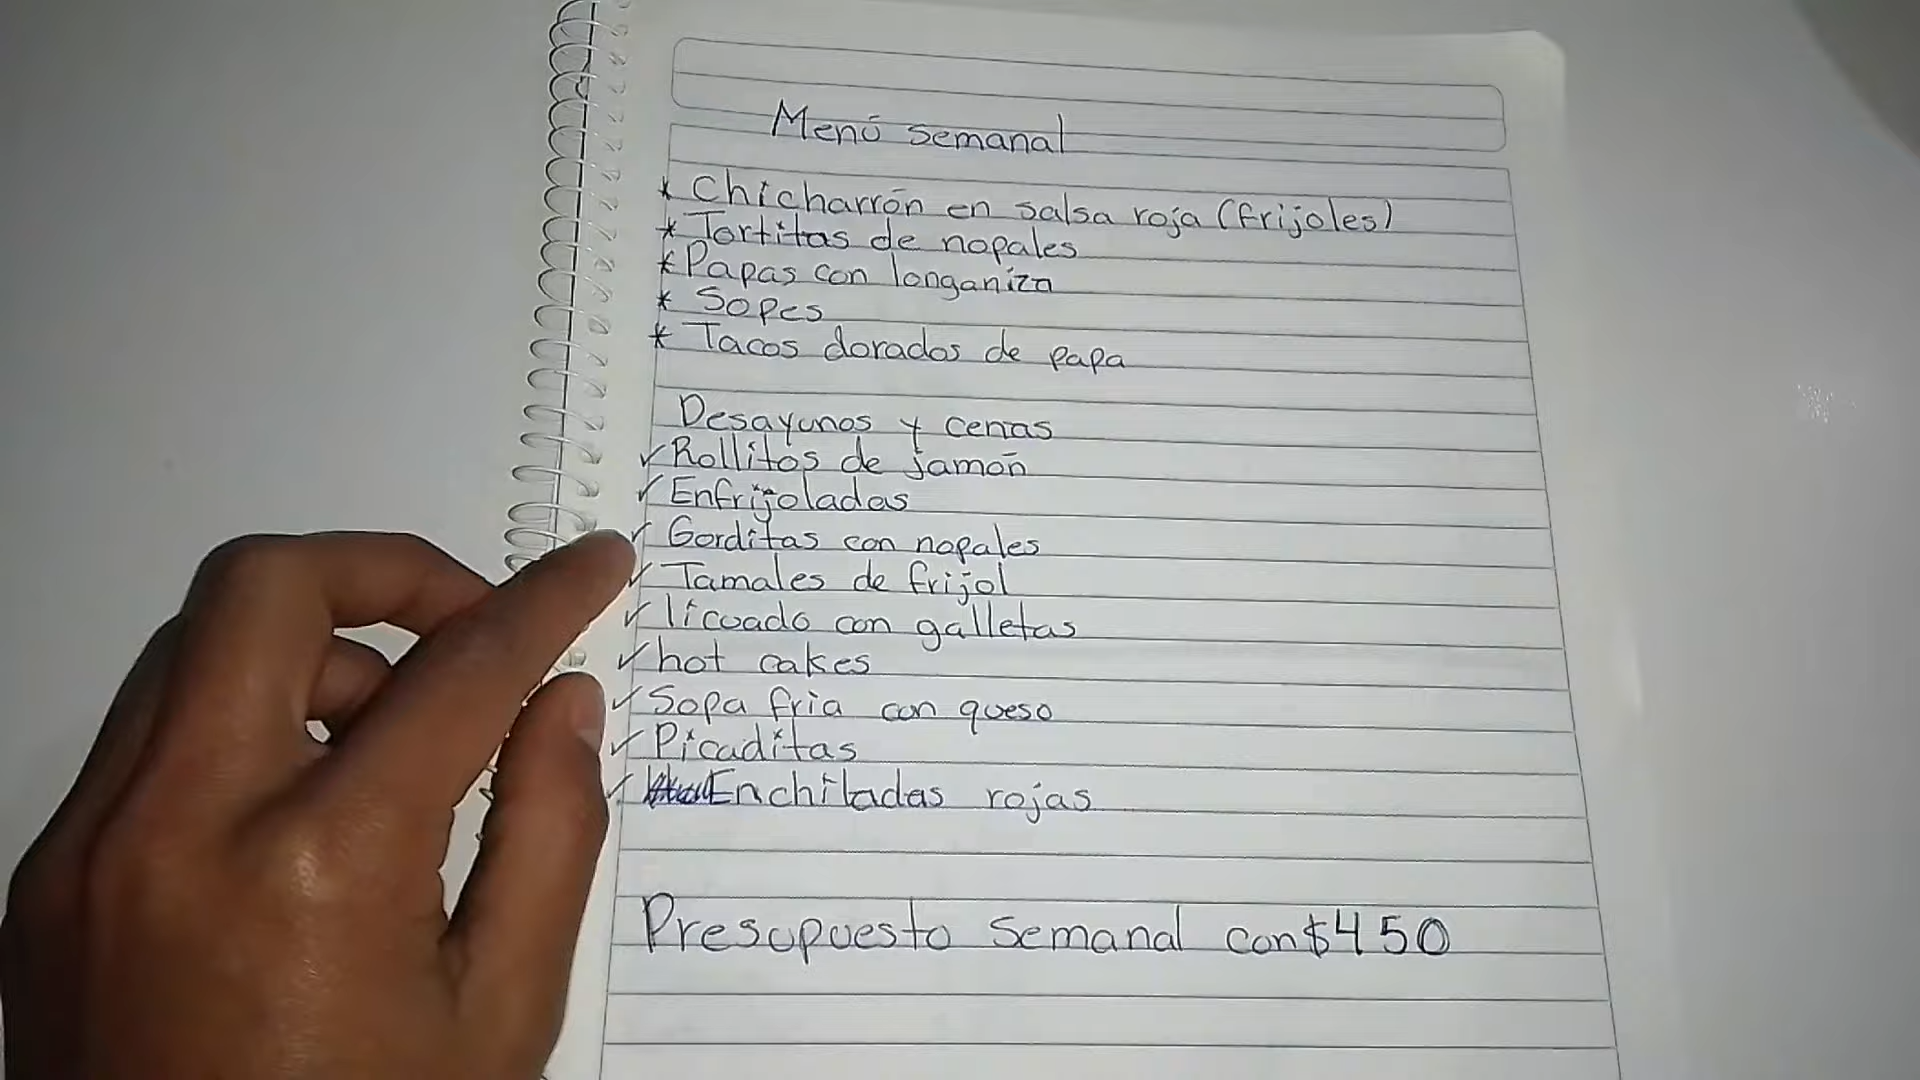 Menú semanal
* Chicharrón en salsa roja (frijoles)
* Tortitas de nopales
* Papas con longaniza
* Sopes
* Tacos dorados de papa
Desayunos y cenas
✓ Rollitos de jamón
✓ Enfrijoladas
✓ Gorditas con nopales
✓ Tamales de frijol
✓ licuado con galletas
✓ hot cakes
✓ Sopa fria con queso
✓ Picaditas
✓ Enchiladas rojas
Presupuesto semanal con $450